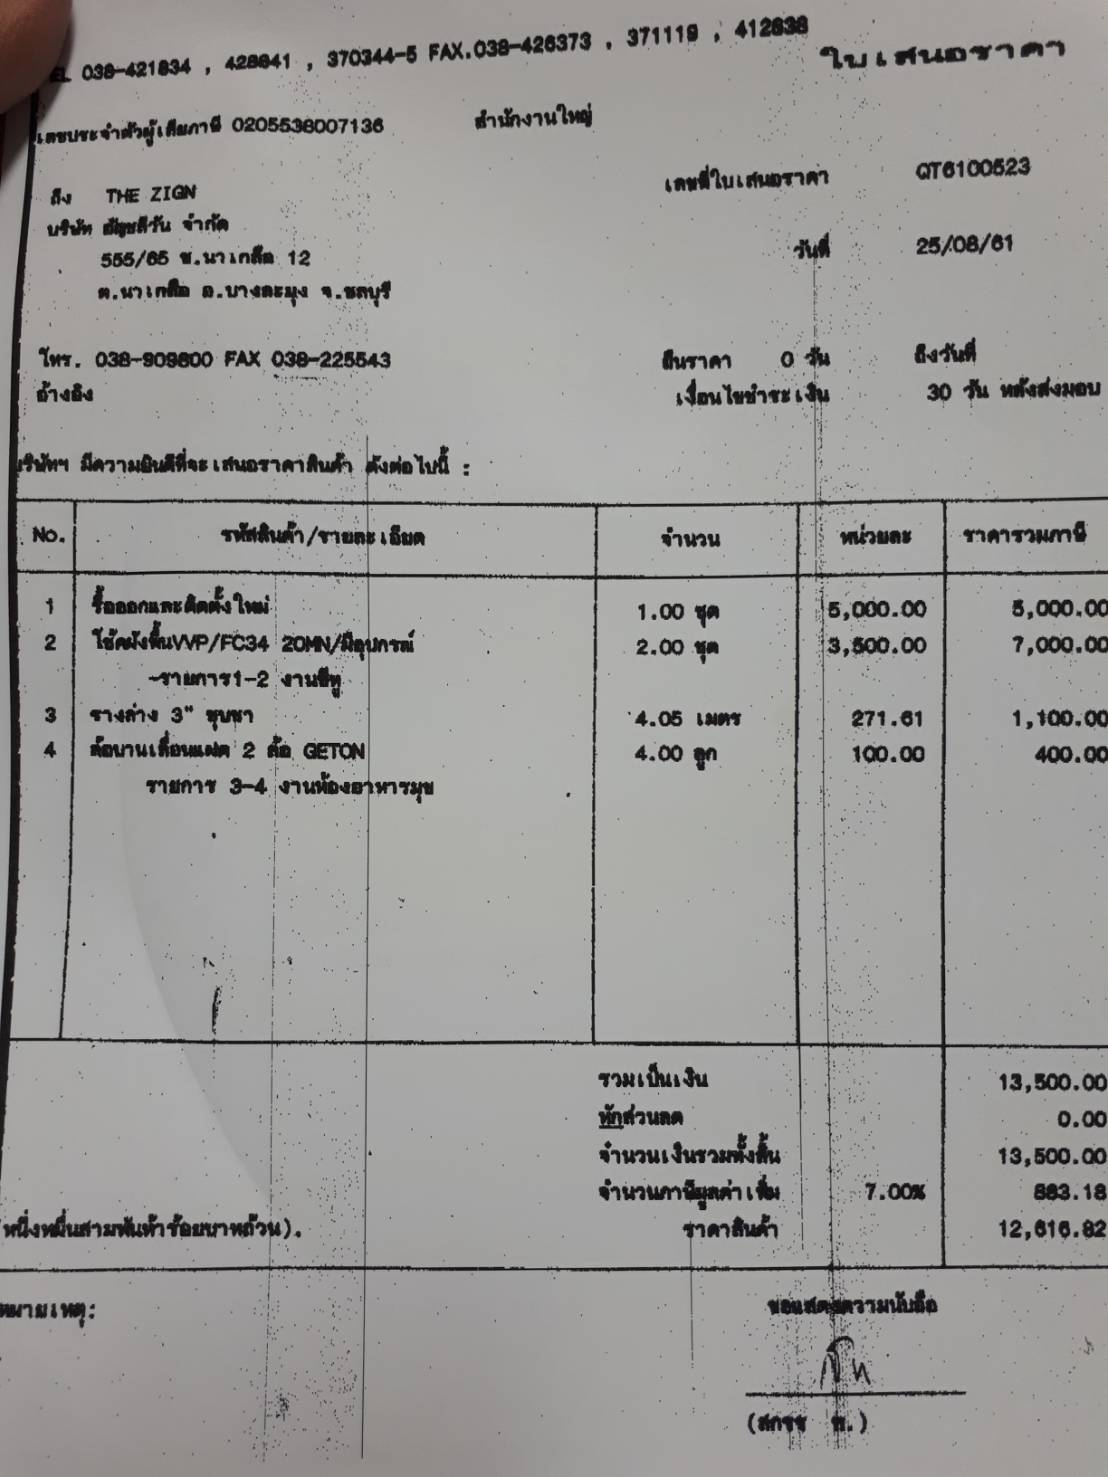 TEL 038-421834 , 428841 , 370344-5 FAX.038-426373 , 371119 , 412838
ใบเสนอราคา
เลขประจำตัวผู้เสียภาษี 0205538007136 สำนักงานใหญ่
ถึง THE ZIGN เลขที่ใบเสนอราคา QT6100523
บริษัท จำกัด
555/65 ซ.นาเกลือ 12 วันที่ 25/08/61
ต.นาเกลือ อ.บางละมุง จ.ชลบุรี
โทร. 038-909800 FAX 038-225543 ยืนราคา 0 วัน ถึงวันที่
อ้างอิง เงื่อนไขชำระเงิน 30 วัน หลังส่งมอบ
บริษัทฯ มีความยินดีที่จะเสนอราคาสินค้า ดังต่อไปนี้ :
No. รหัสสินค้า/รายละเอียด จำนวน หน่วยละ ราคารวมภาษี
1 รื้อออกและติดตั้งใหม่ 1.00 ชุด 5,000.00 5,000.00
2 โช้คฝังพื้นVVP/FC34 20MN/มีอุปกรณ์ 2.00 ชุด 3,500.00 7,000.00
-รายการ1-2 งานซีทู
3 รางล่าง 3" ชุบชา 4.05 เมตร 271.61 1,100.00
4 ล้อบานเลื่อนแฝด 2 ล้อ GETON 4.00 ลูก 100.00 400.00
รายการ 3-4 งานห้องอาหารมุข
รวมเป็นเงิน 13,500.00
หักส่วนลด 0.00
จำนวนเงินรวมทั้งสิ้น 13,500.00
จำนวนภาษีมูลค่าเพิ่ม 7.00% 883.18
หนึ่งหมื่นสามพันห้าร้อยบาทถ้วน). ราคาสินค้า 12,616.82
หมายเหตุ: ขอแสดงความนับถือ